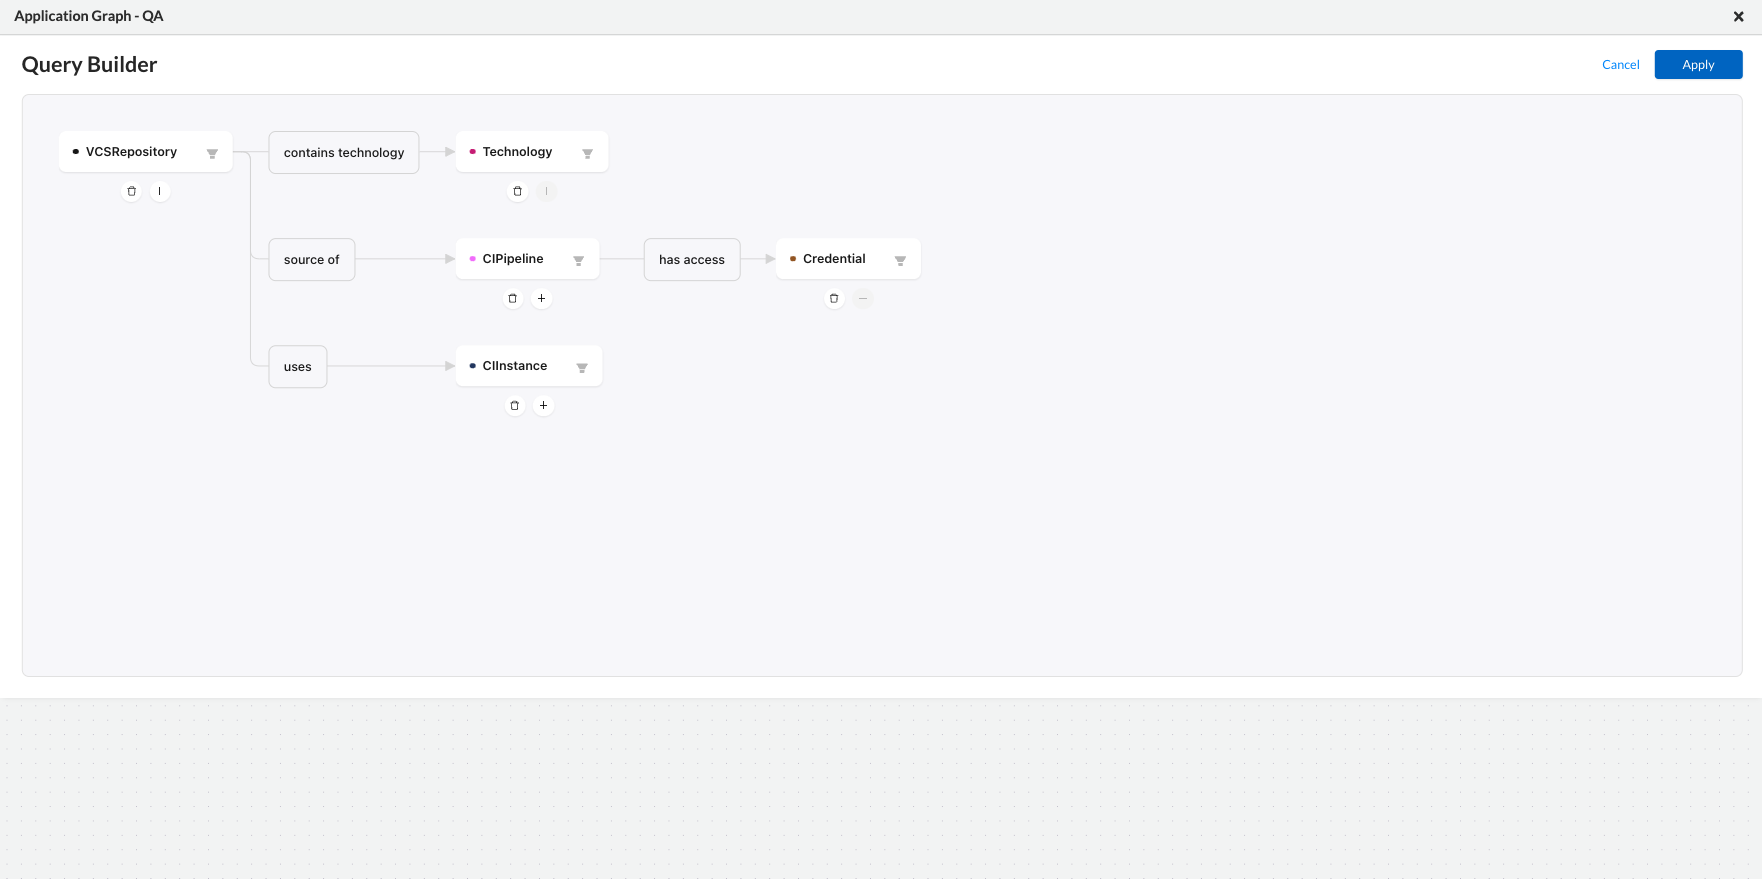 Application Graph - QA
Query Builder
Cancel
Apply
VCSRepository
contains technology
Technology
source of
CIPipeline
has access
Credential
uses
CIInstance